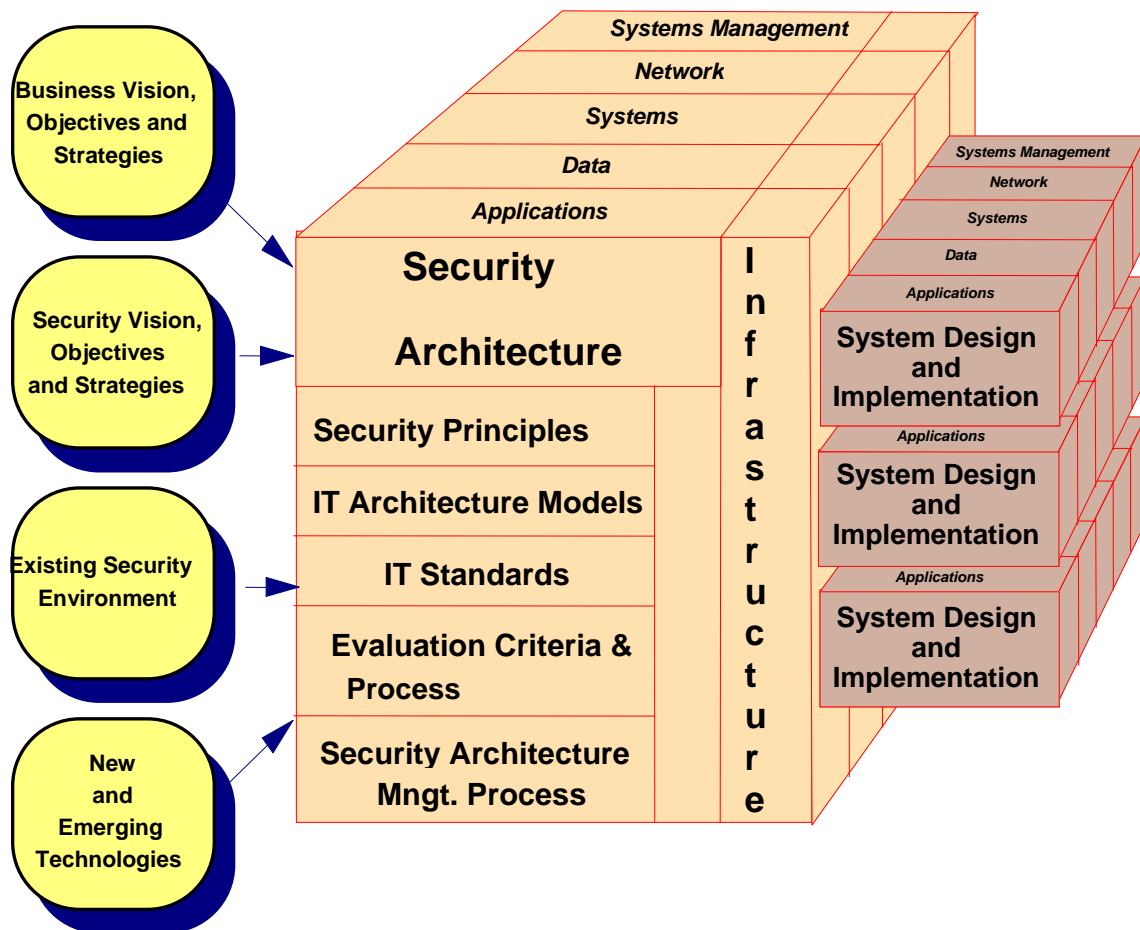 Business Vision,
Objectives and
Strategies
Security Vision,
Objectives
and Strategies
Existing Security
Environment
New
and
Emerging
Technologies
Systems Management
Network
Systems
Data
Applications
Security
Architecture
Security Principles
IT Architecture Models
IT Standards
Evaluation Criteria &
Process
Security Architecture
Mngt. Process
Infrastructure
Systems Management
Network
Systems
Data
Applications
System Design
and
Implementation
Applications
System Design
and
Implementation
Applications
System Design
and
Implementation